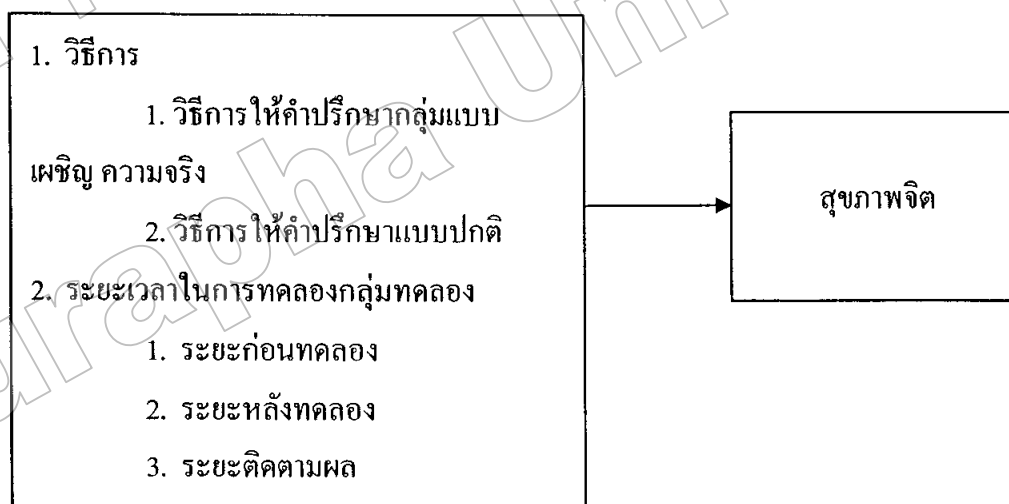 1. วิธีการ
1. วิธีการให้คำปรึกษากลุ่มแบบ
เผชิญ ความจริง
2. วิธีการให้คำปรึกษาแบบปกติ
2. ระยะเวลาในการทดลองกลุ่มทดลอง
1. ระยะก่อนทดลอง
2. ระยะหลังทดลอง
3. ระยะติดตามผล
สุขภาพจิต